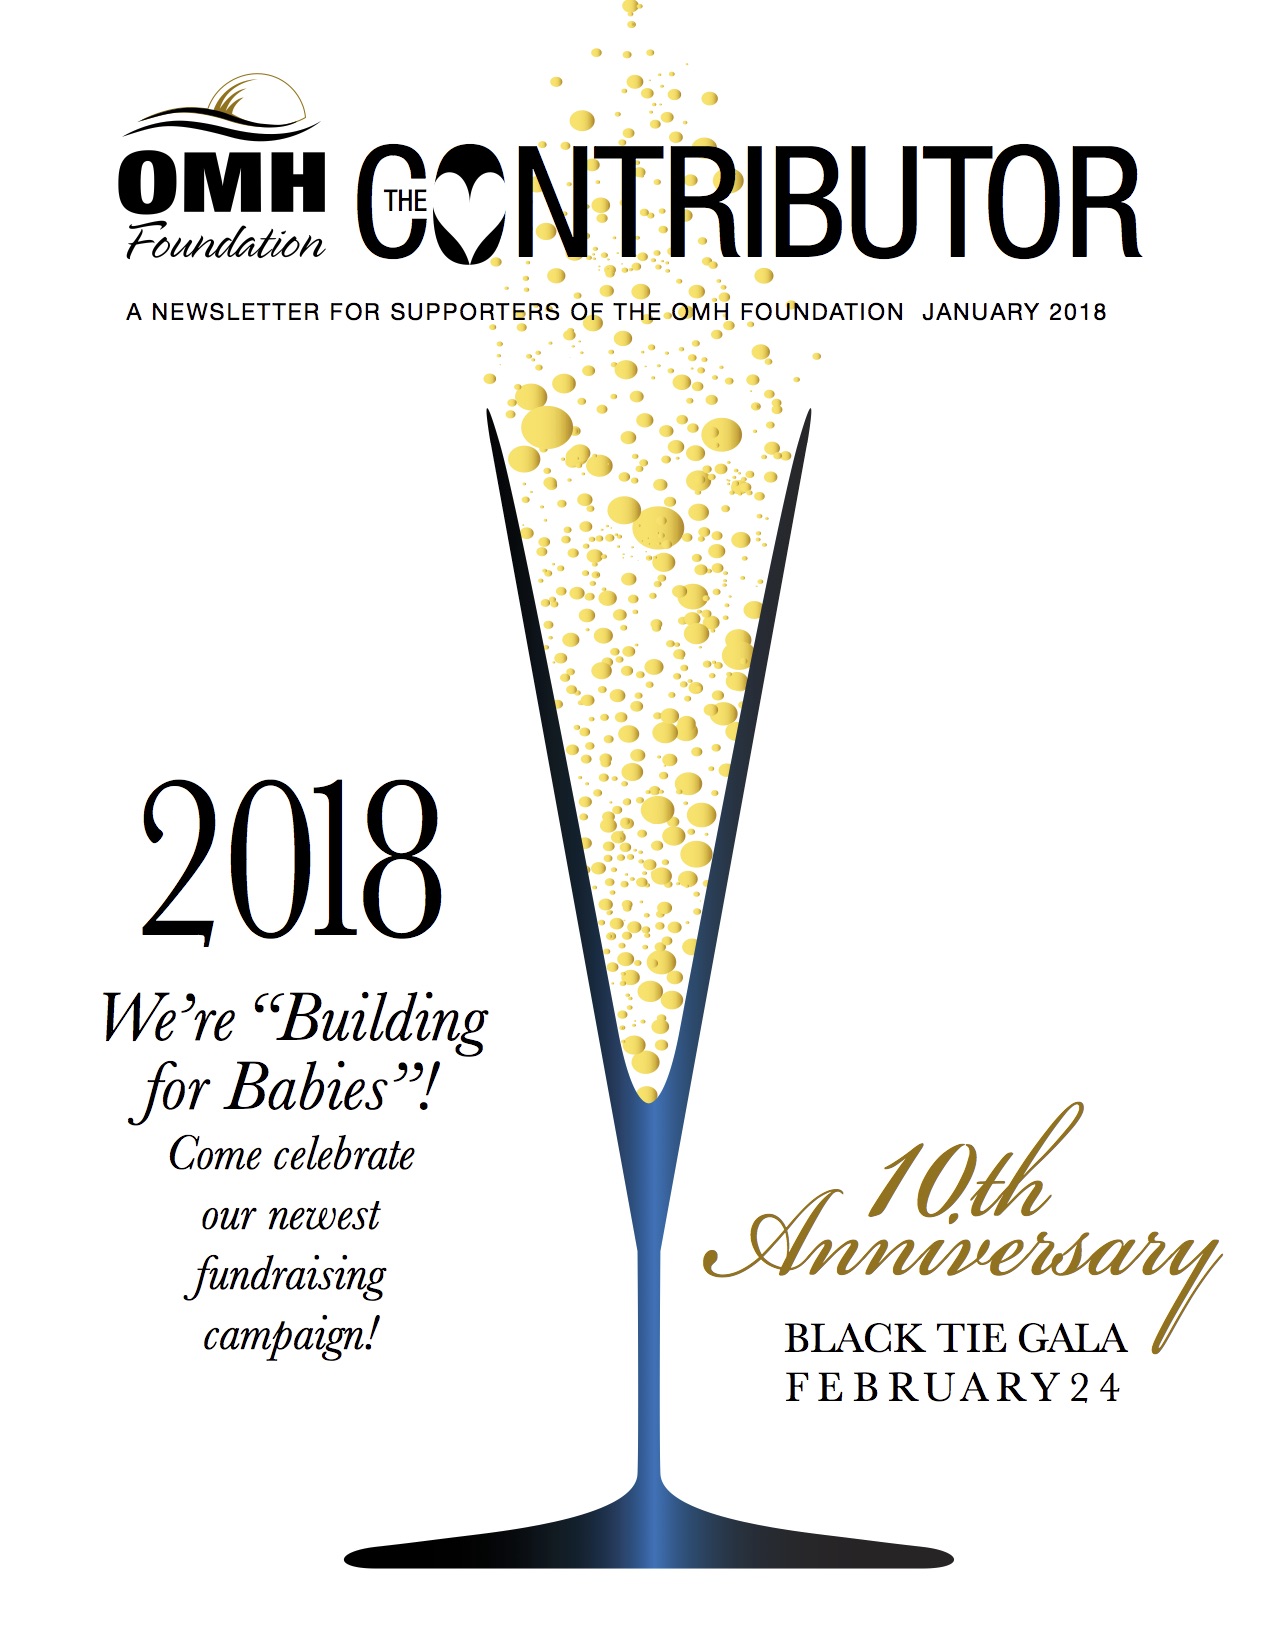 OMH
Foundation
THE CONTRIBUTOR
A NEWSLETTER FOR SUPPORTERS OF THE OMH FOUNDATION JANUARY 2018
2018
We’re “Building
for Babies”!
Come celebrate
our newest
fundraising
campaign!
10th
Anniversary
BLACK TIE GALA
FEBRUARY 24